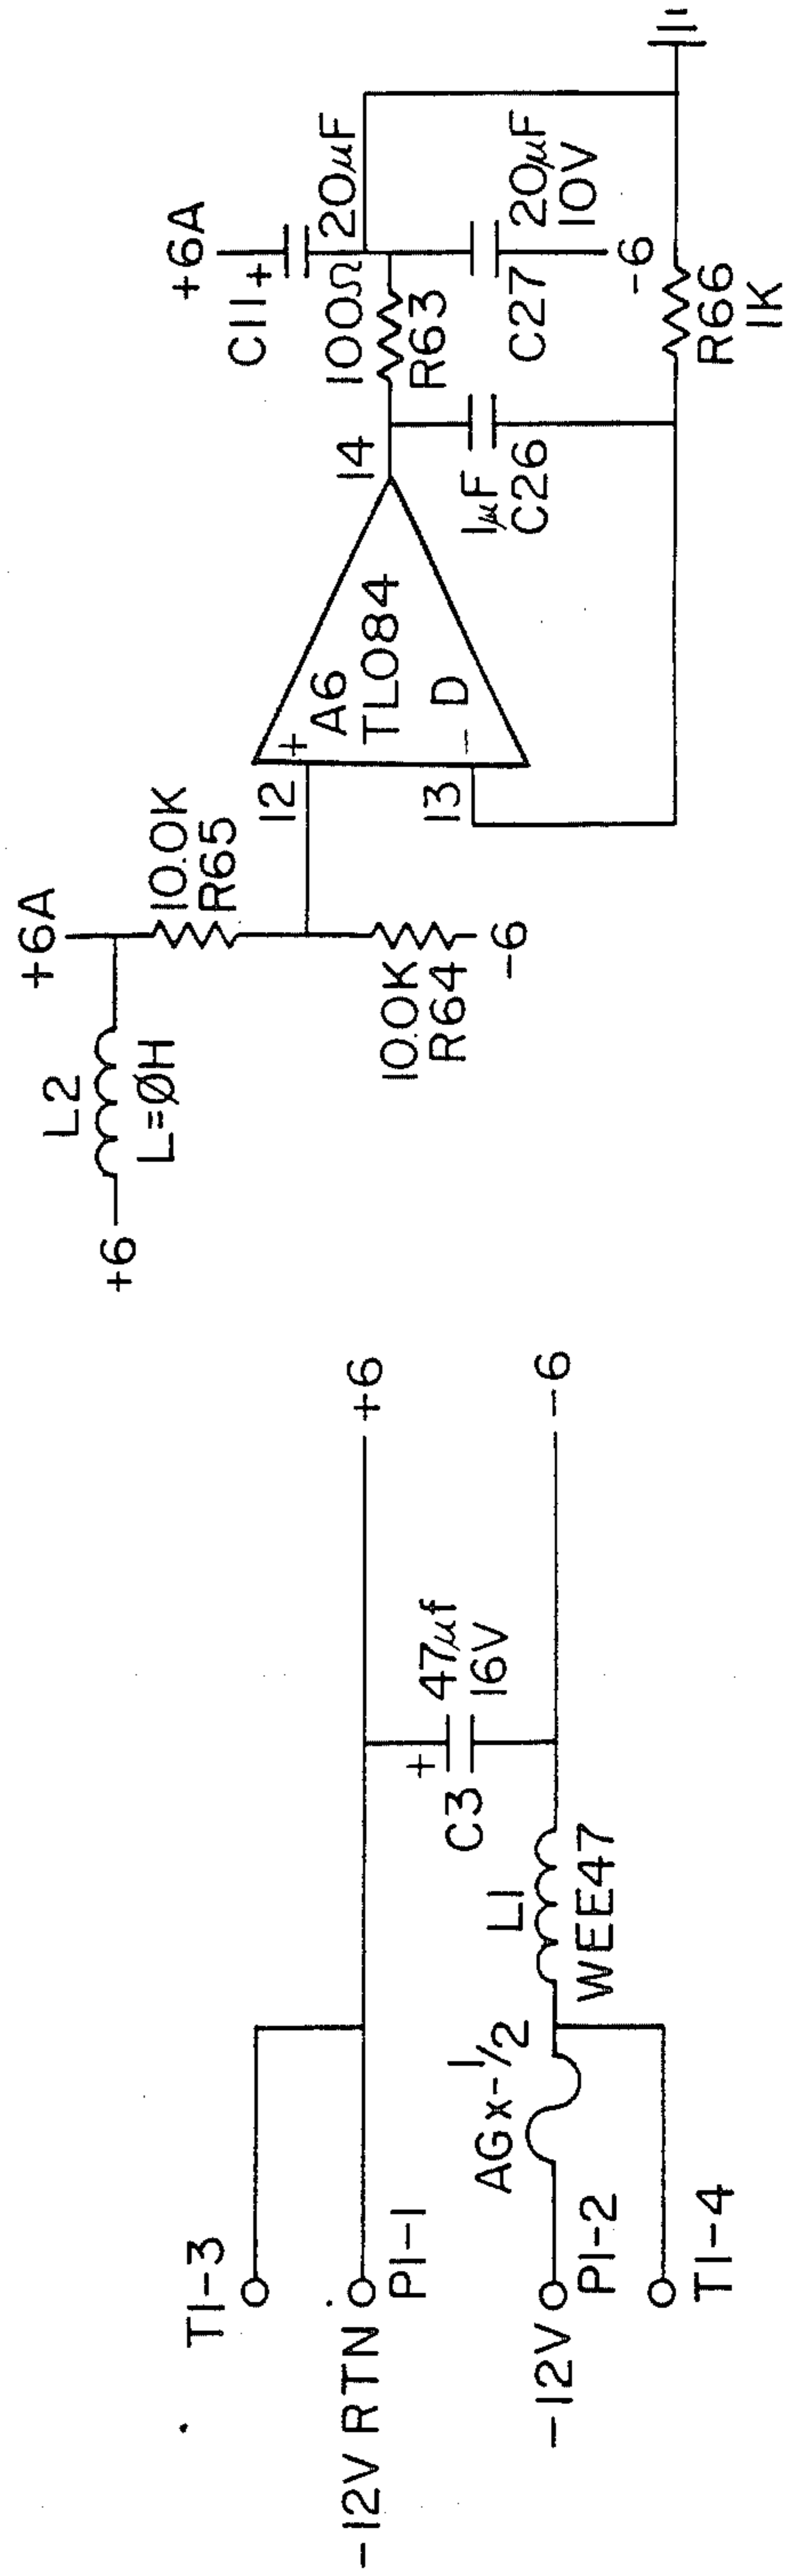 T1-3
-12V RTN
P1-1
-12V
P1-2
T1-4
AGX-1/2
L1
WEE47
C3
+
47µf
16V
+6
-6
+6
L2
L=ØH
+6A
10.0K
R65
10.0K
R64
-6
12
13
+
A6
TL084
D
-
14
1µF
C26
100Ω
R63
+6A
C11
+
20µF
C27
20µF
10V
-6
R66
1K